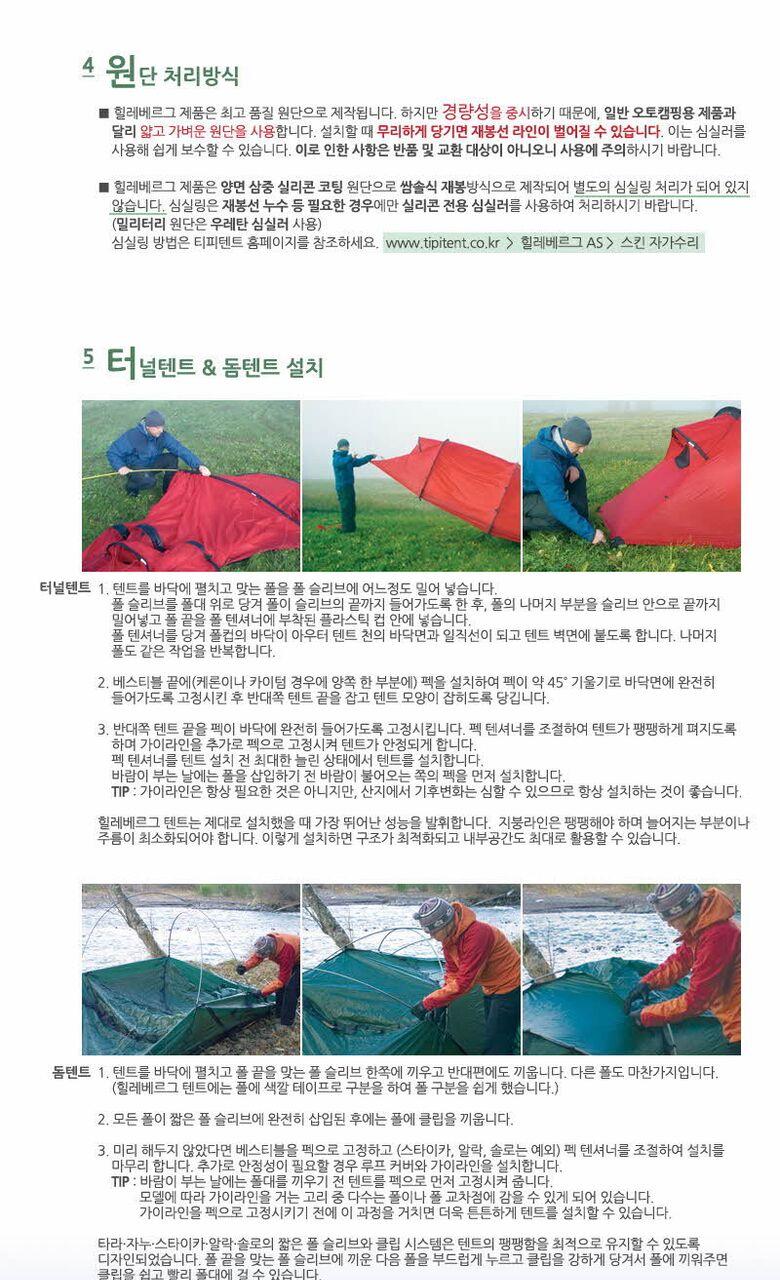 4 원단 처리방식
■ 힐레베르그 제품은 최고 품질 원단으로 제작됩니다. 하지만 경량성을 중시하기 때문에, 일반 오토캠핑용 제품과
달리 얇고 가벼운 원단을 사용합니다. 설치할 때 무리하게 당기면 재봉선 라인이 벌어질 수 있습니다. 이는 심실러를
사용해 쉽게 보수할 수 있습니다. 이로 인한 사항은 반품 및 교환 대상이 아니오니 사용에 주의하시기 바랍니다.
■ 힐레베르그 제품은 양면 삼중 실리콘 코팅 원단으로 쌈솔식 재봉방식으로 제작되어 별도의 심실링 처리가 되어 있지
않습니다. 심실링은 재봉선 누수 등 필요한 경우에만 실리콘 전용 심실러를 사용하여 처리하시기 바랍니다.
(밀리터리 원단은 우레탄 심실러 사용)
심실링 방법은 티피텐트 홈페이지를 참조하세요. www.tipitent.co.kr > 힐레베르그 AS > 스킨 자가수리
5 터널텐트 & 돔텐트 설치
터널텐트 1. 텐트를 바닥에 펼치고 맞는 폴을 폴 슬리브에 어느정도 밀어 넣습니다.
폴 슬리브를 폴대 위로 당겨 폴이 슬리브의 끝까지 들어가도록 한 후, 폴의 나머지 부분을 슬리브 안으로 끝까지
밀어넣고 폴 끝을 폴 텐셔너에 부착된 플라스틱 컵 안에 넣습니다.
폴 텐셔너를 당겨 폴컵의 바닥이 아우터 텐트 천의 바닥면과 일직선이 되고 텐트 벽면에 붙도록 합니다. 나머지
폴도 같은 작업을 반복합니다.
2. 베스티블 끝에(케론이나 카이텀 경우에 양쪽 한 부분에) 펙을 설치하여 펙이 약 45° 기울기로 바닥면에 완전히
들어가도록 고정시킨 후 반대쪽 텐트 끝을 잡고 텐트 모양이 잡히도록 당깁니다.
3. 반대쪽 텐트 끝을 펙이 바닥에 완전히 들어가도록 고정시킵니다. 펙 텐셔너를 조절하여 텐트가 팽팽하게 펴지도록
하며 가이라인을 추가로 펙으로 고정시켜 텐트가 안정되게 합니다.
펙 텐셔너를 텐트 설치 전 최대한 늘린 상태에서 텐트를 설치합니다.
바람이 부는 날에는 폴을 삽입하기 전 바람이 불어오는 쪽의 펙을 먼저 설치합니다.
TIP : 가이라인은 항상 필요한 것은 아니지만, 산지에서 기후변화는 심할 수 있으므로 항상 설치하는 것이 좋습니다.
힐레베르그 텐트는 제대로 설치했을 때 가장 뛰어난 성능을 발휘합니다. 지붕라인은 팽팽해야 하며 늘어지는 부분이나
주름이 최소화되어야 합니다. 이렇게 설치하면 구조가 최적화되고 내부공간도 최대로 활용할 수 있습니다.
돔텐트 1. 텐트를 바닥에 펼치고 폴 끝을 맞는 폴 슬리브 한쪽에 끼우고 반대편에도 끼웁니다. 다른 폴도 마찬가지입니다.
(힐레베르그 텐트에는 폴에 색깔 테이프로 구분을 하여 폴 구분을 쉽게 했습니다.)
2. 모든 폴이 짧은 폴 슬리브에 완전히 삽입된 후에는 폴에 클립을 끼웁니다.
3. 미리 해두지 않았다면 베스티블을 펙으로 고정하고 (스타이카, 알락, 솔로는 예외) 펙 텐셔너를 조절하여 설치를
마무리 합니다. 추가로 안정성이 필요할 경우 루프 커버와 가이라인을 설치합니다.
TIP : 바람이 부는 날에는 폴대를 끼우기 전 텐트를 펙으로 먼저 고정시켜 줍니다.
모델에 따라 가이라인을 거는 고리 중 다수는 폴이나 폴 교차점에 감을 수 있게 되어 있습니다.
가이라인을 펙으로 고정시키기 전에 이 과정을 거치면 더욱 튼튼하게 텐트를 설치할 수 있습니다.
타라·자누·스타이카·알락·솔로의 짧은 폴 슬리브와 클립 시스템은 텐트의 팽팽함을 최적으로 유지할 수 있도록
디자인되었습니다. 폴 끝을 맞는 폴 슬리브에 끼운 다음 폴을 부드럽게 누르고 클립을 강하게 당겨서 폴에 끼워주면
클립을 쉽고 빨리 폴대에 걸 수 있습니다.